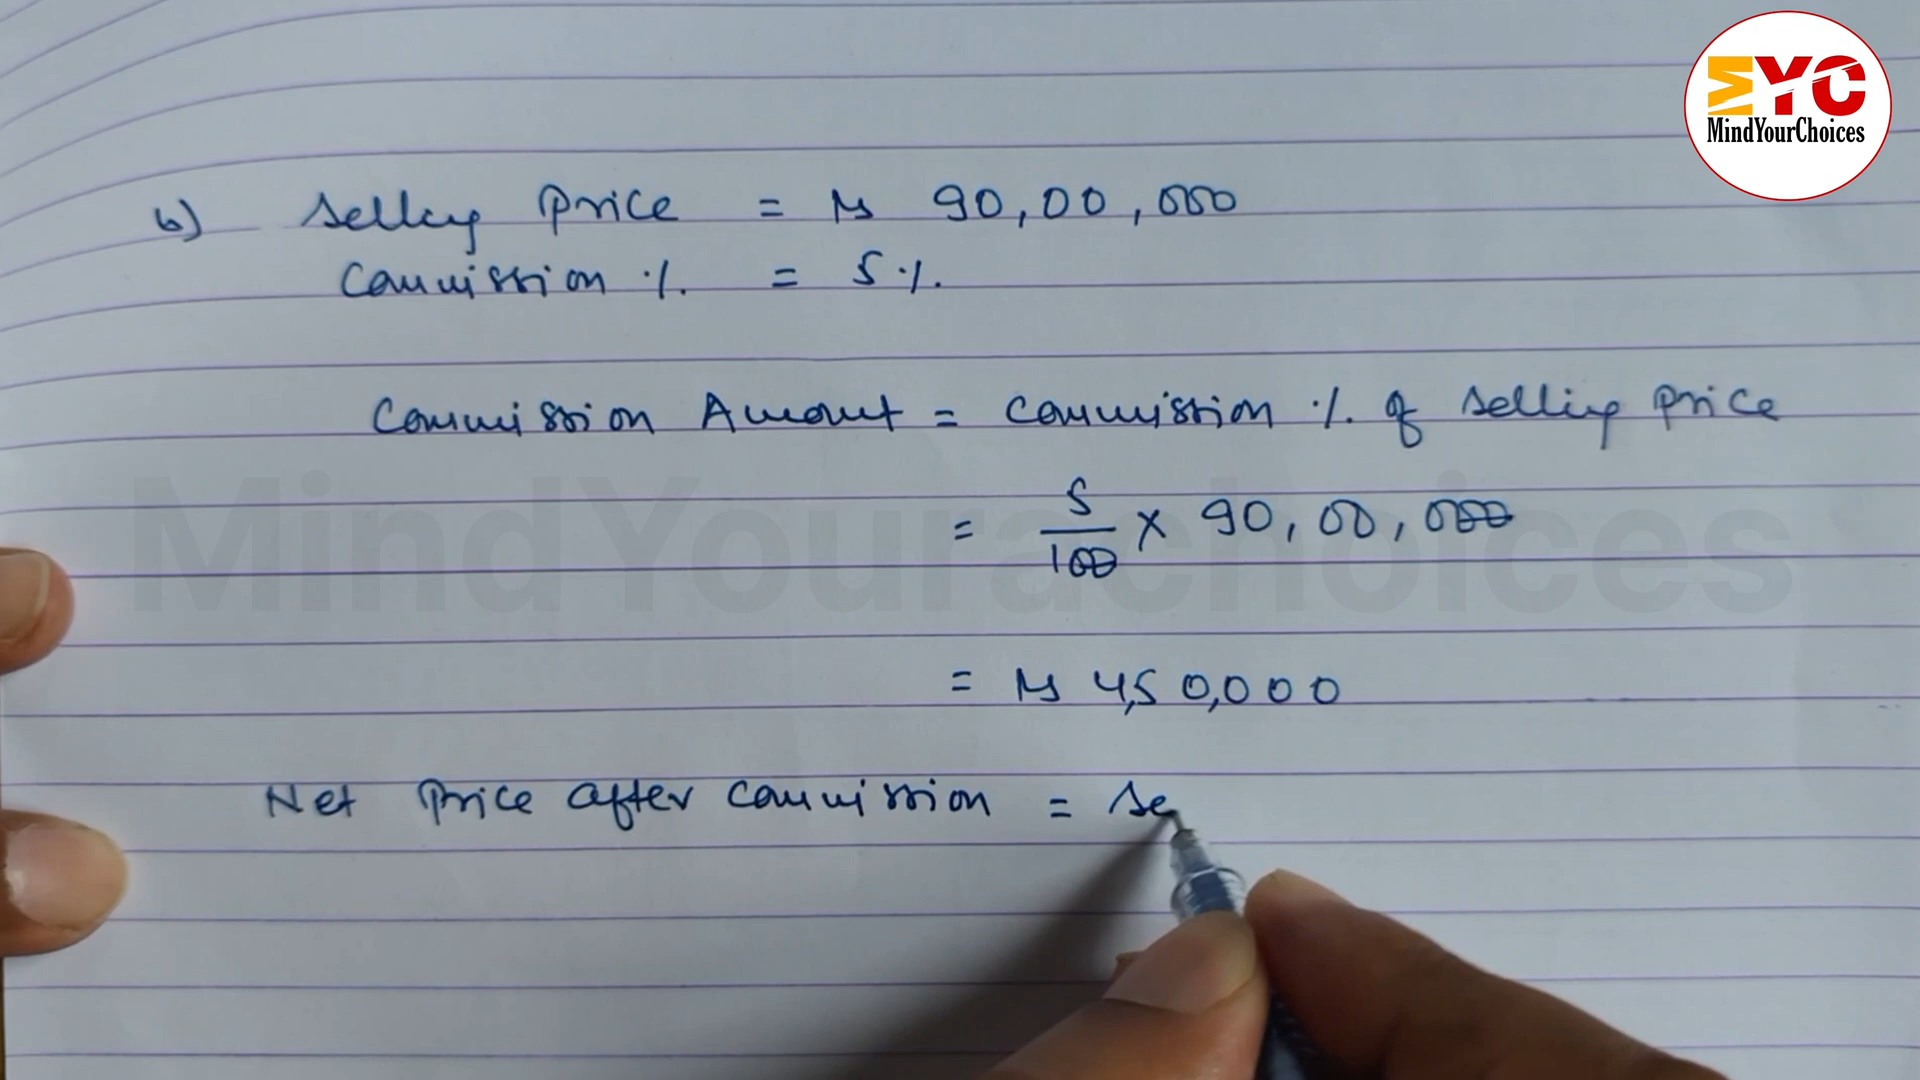 MYC
MindYourChoices
b) Selling price = Rs 90,00,000
Commission % = 5%.
Commission Amount = Commission % of selling price
= 5/100 × 90,00,000
= Rs 4,50,000
Net Price after commission = Se
MindYourachoices